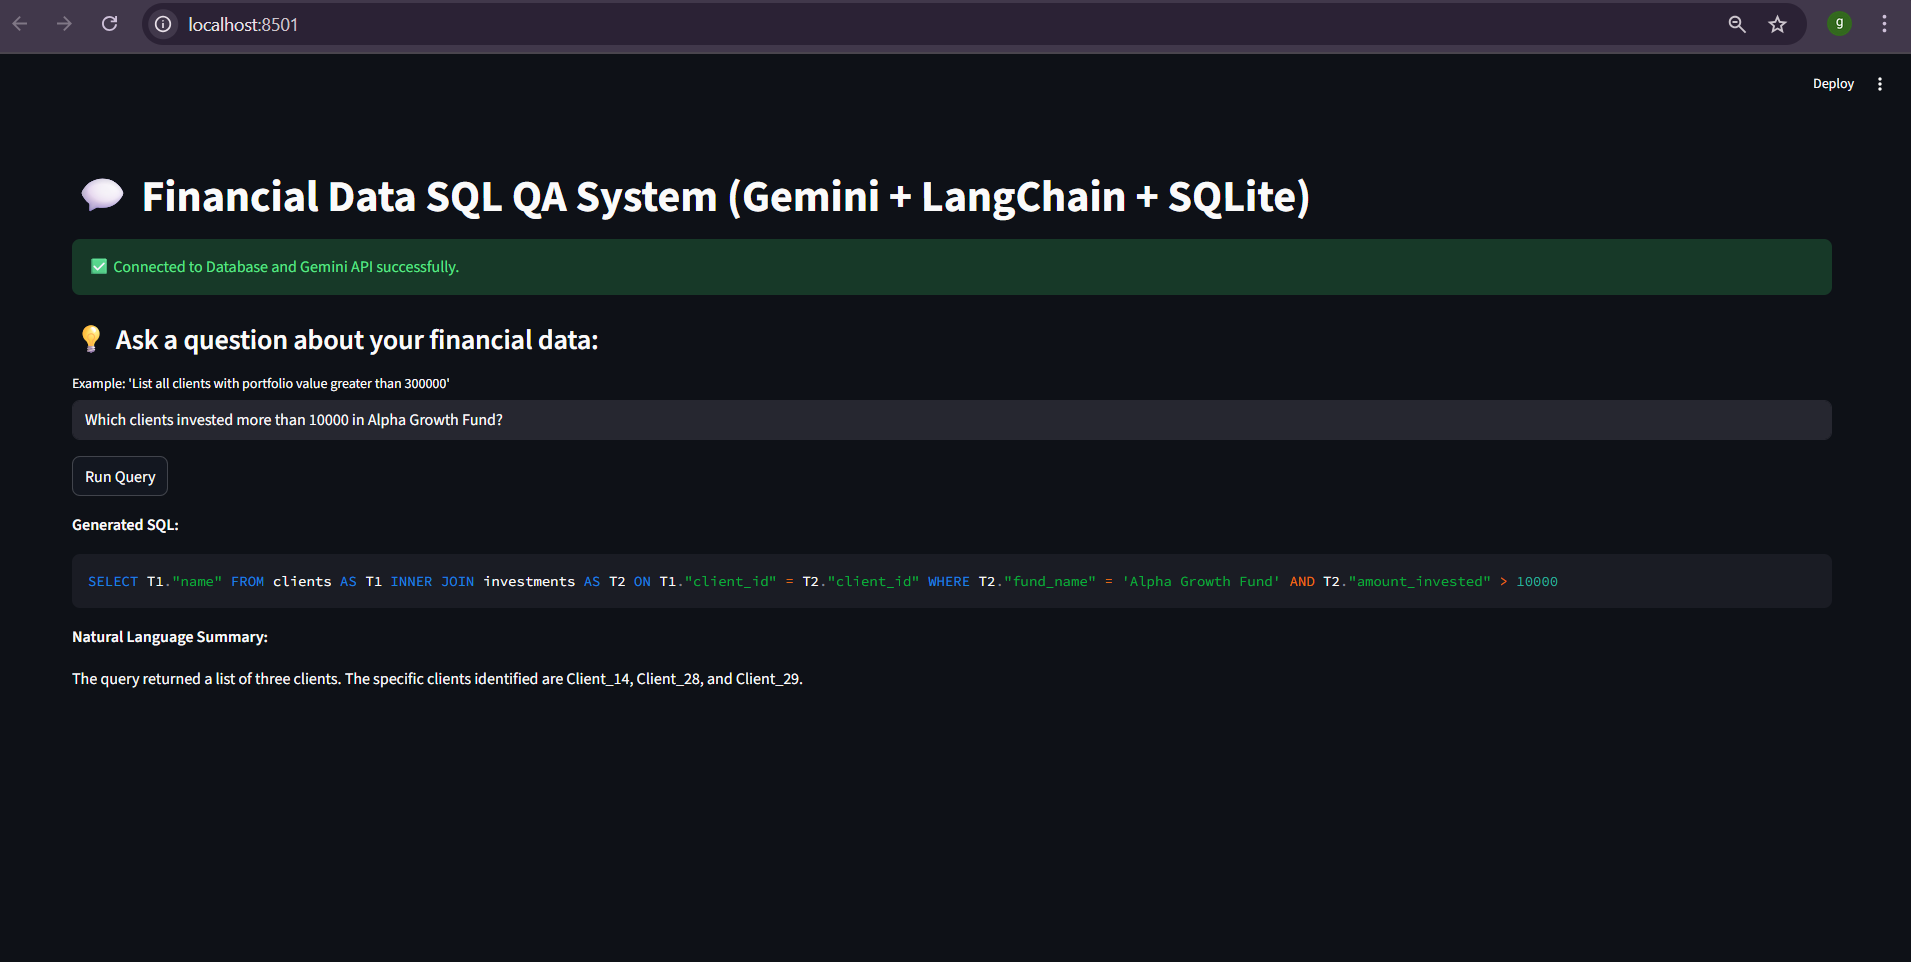 localhost:8501
g
Deploy
Financial Data SQL QA System (Gemini + LangChain + SQLite)
Connected to Database and Gemini API successfully.
Ask a question about your financial data:
Example: 'List all clients with portfolio value greater than 300000'
Which clients invested more than 10000 in Alpha Growth Fund?
Run Query
Generated SQL:
SELECT T1."name" FROM clients AS T1 INNER JOIN investments AS T2 ON T1."client_id" = T2."client_id" WHERE T2."fund_name" = 'Alpha Growth Fund' AND T2."amount_invested" > 10000
Natural Language Summary:
The query returned a list of three clients. The specific clients identified are Client_14, Client_28, and Client_29.